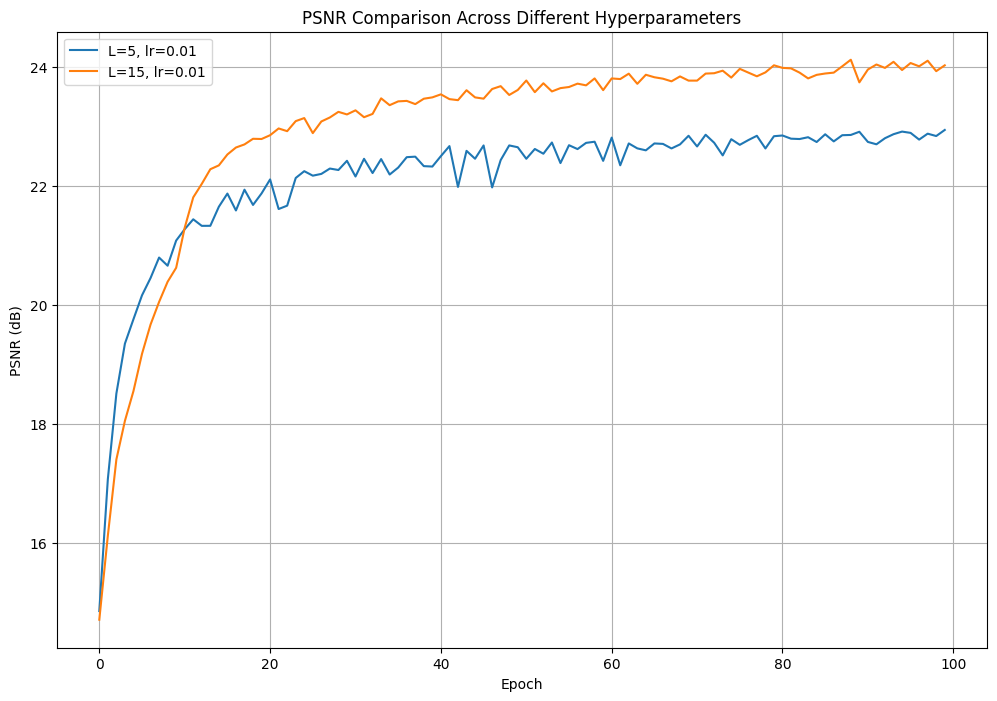 PSNR Comparison Across Different Hyperparameters
L=5, lr=0.01
L=15, lr=0.01
PSNR (dB)
24
22
20
18
16
0 20 40 60 80 100
Epoch